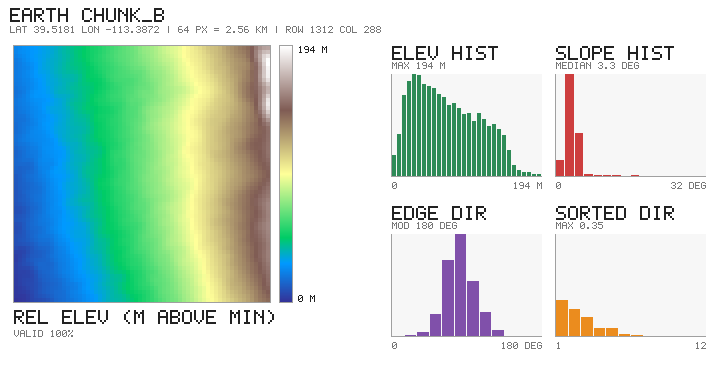 EARTH CHUNK_B
LAT 39.5181 LON -113.3872 | 64 PX = 2.56 KM | ROW 1312 COL 288
194 M
0 M
REL ELEV (M ABOVE MIN)
VALID 100%
ELEV HIST
MAX 194 M
0 194 M
SLOPE HIST
MEDIAN 3.3 DEG
0 32 DEG
EDGE DIR
MOD 180 DEG
0 180 DEG
SORTED DIR
MAX 0.35
1 12